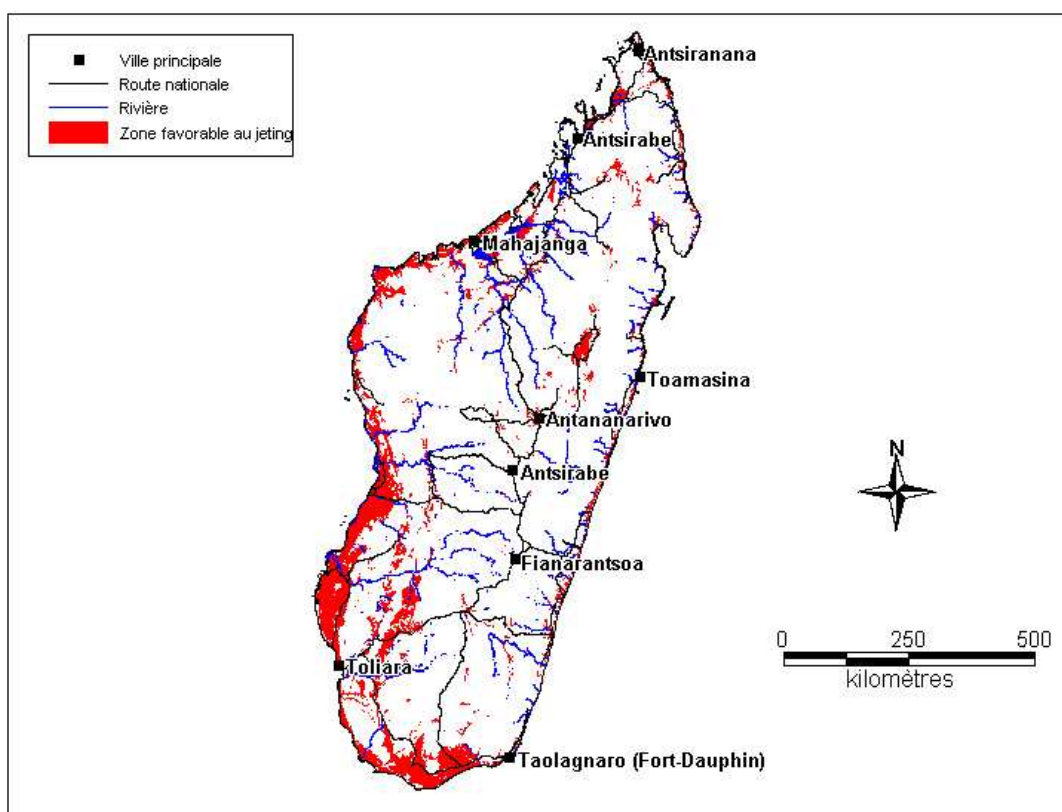 Ville principale
Route nationale
Rivière
Zone favorable au jeting
Antsiranana
Antsirabe
Mahajanga
Toamasina
Antananarivo
Antsirabe
N
Fianarantsoa
0 250 500
kilomètres
Toliara
Taolagnaro (Fort-Dauphin)